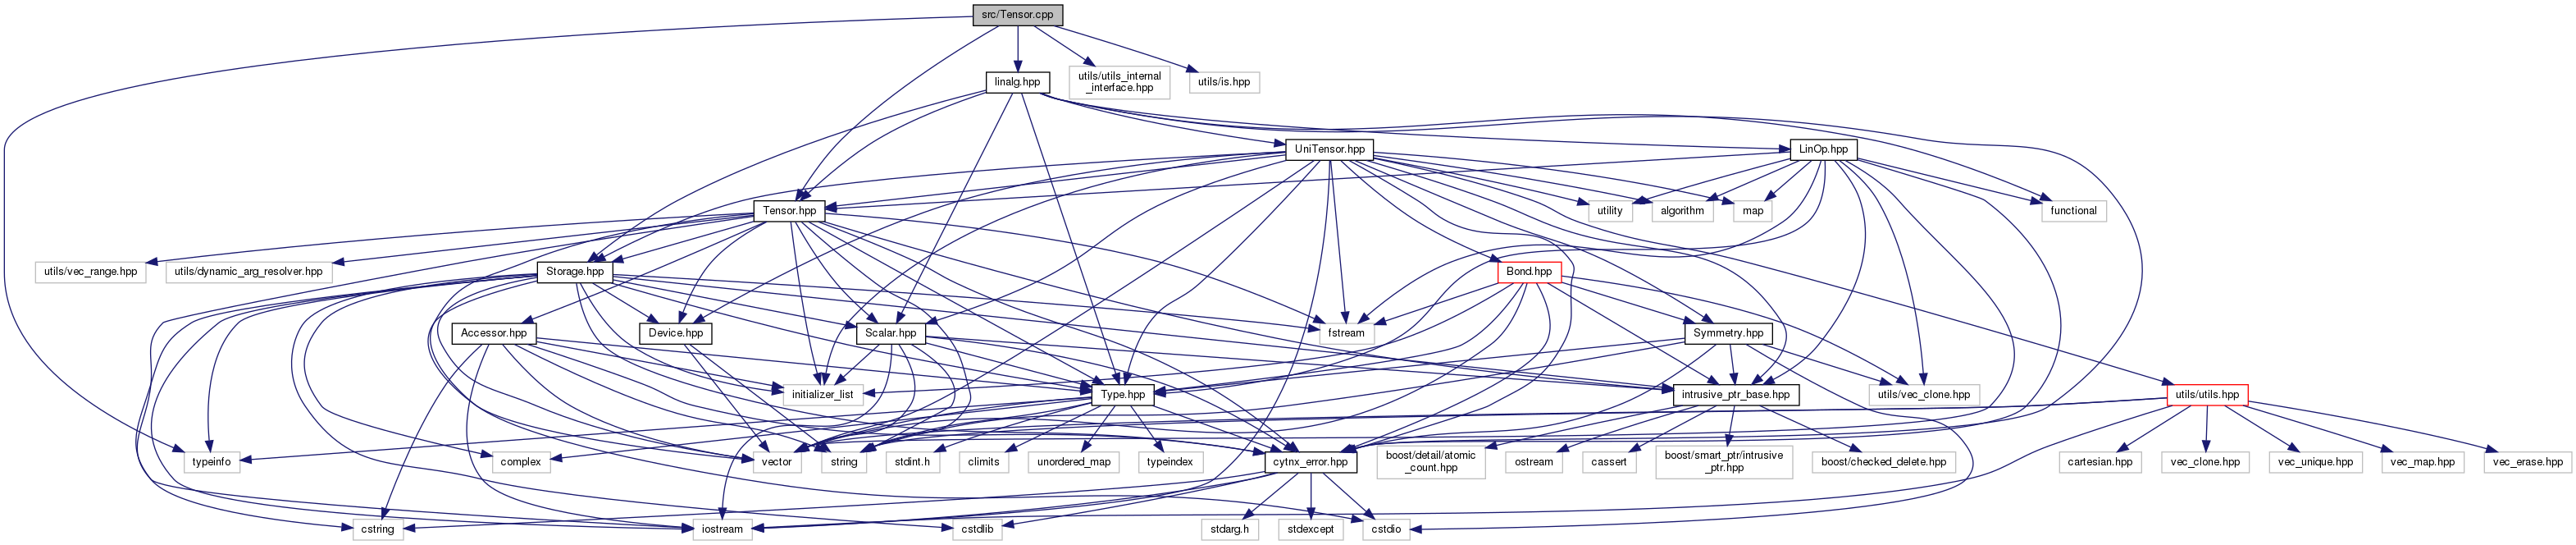 src/Tensor.cpp
linalg.hpp
utils/utils_internal
_interface.hpp
utils/is.hpp
UniTensor.hpp
LinOp.hpp
Tensor.hpp
utility
algorithm
map
functional
utils/vec_range.hpp
utils/dynamic_arg_resolver.hpp
Storage.hpp
Bond.hpp
Accessor.hpp
Device.hpp
Scalar.hpp
fstream
Symmetry.hpp
initializer_list
Type.hpp
intrusive_ptr_base.hpp
utils/vec_clone.hpp
utils/utils.hpp
typeinfo
complex
vector
string
stdint.h
climits
unordered_map
typeindex
cytnx_error.hpp
boost/detail/atomic
_count.hpp
ostream
cassert
boost/smart_ptr/intrusive
_ptr.hpp
boost/checked_delete.hpp
cartesian.hpp
vec_clone.hpp
vec_unique.hpp
vec_map.hpp
vec_erase.hpp
cstring
iostream
cstdlib
stdarg.h
stdexcept
cstdio